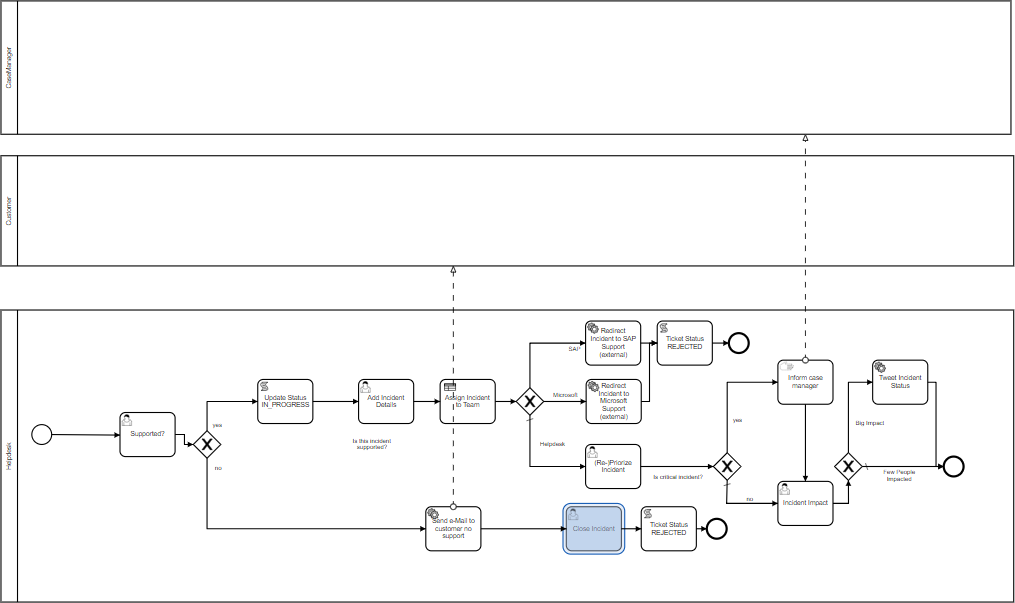 CaseManager
Customer
Helpdesk
Supported?
yes
no
Update Status
IN_PROGRESS
Add Incident
Details
Is this incident
supported?
Assign Incident
to Team
SAP
Microsoft
Helpdesk
Redirect
Incident to SAP
Support
(external)
Ticket Status
REJECTED
Redirect
Incident to
Microsoft
Support
(external)
(Re-)Priorize
Incident
Is critical incident?
yes
no
Inform case
manager
Incident Impact
Big Impact
Few People
Impacted
Tweet Incident
Status
Send e-Mail to
customer no
support
Close Incident
Ticket Status
REJECTED